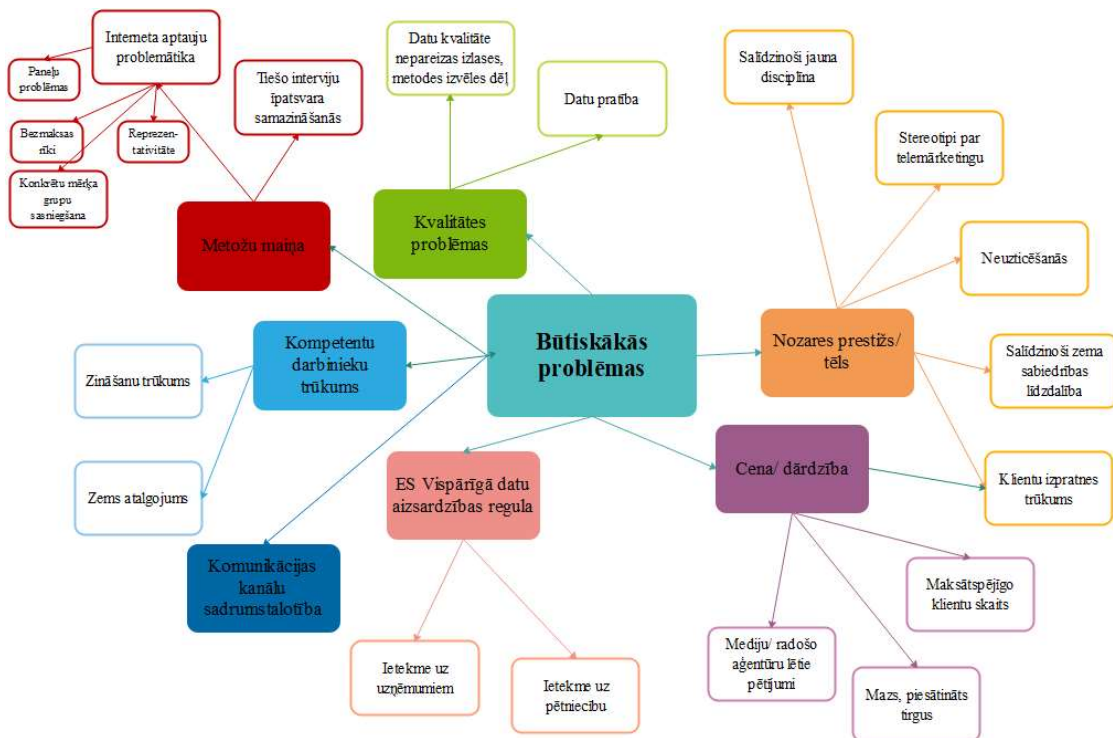 Interneta aptauju
problemātika
Paneļu
problēmas
Bezmaksas
rīki
Reprezen-
tativitāte
Konkrētu mērķa
grupu
sasniegšana
Tiešo interviju
īpatsvara
samazināšanās
Metožu maiņa
Datu kvalitāte
nepareizas izlases,
metodes izvēles dēļ
Datu pratība
Kvalitātes
problēmas
Salīdzinoši jauna
disciplīna
Stereotipi par
telemārketingu
Neuzticēšanās
Nozares prestižs/
tēls
Salīdzinoši zema
sabiedrības
līdzdalība
Klientu izpratnes
trūkums
Būtiskākās
problēmas
Kompetentu
darbinieku
trūkums
Zināšanu trūkums
Zems atalgojums
Komunikācijas
kanālu
sadrumstalotība
ES Vispārīgā datu
aizsardzības regula
Ietekme uz
uzņēmumiem
Ietekme uz
pētniecību
Cena/ dārdzība
Maksātspējīgo
klientu skaits
Mediju/ radošo
aģentūru lētie
pētījumi
Mazs, piesātināts
tirgus